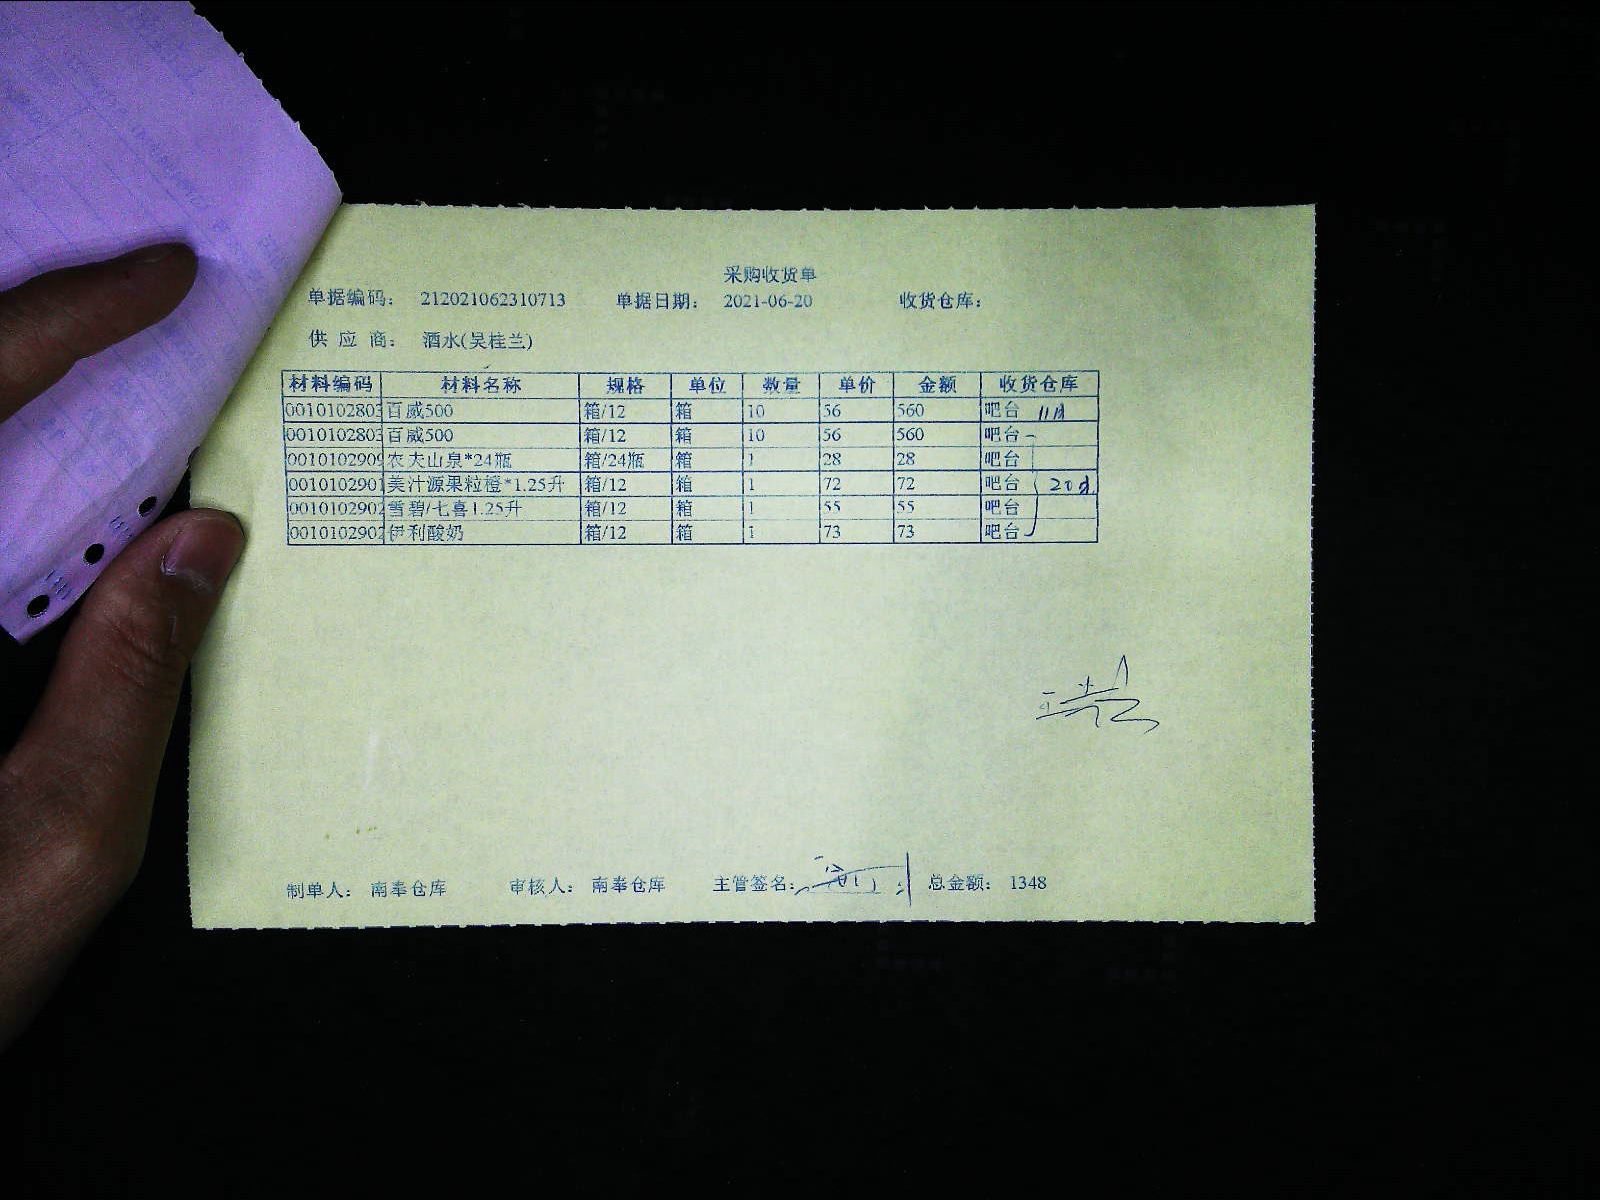 采购收货单
单据编码： 212021062310713 单据日期： 2021-06-20 收货仓库：
供 应 商： 酒水(吴桂兰)
材料编码 材料名称 规格 单位 数量 单价 金额 收货仓库
0010102803 百威500 箱/12 箱 10 56 560 吧台 11日
0010102803 百威500 箱/12 箱 10 56 560 吧台
0010102909 农夫山泉*24瓶 箱/24瓶 箱 1 28 28 吧台
0010102901 美汁源果粒橙*1.25升 箱/12 箱 1 72 72 吧台 20日
0010102902 雪碧/七喜1.25升 箱/12 箱 1 55 55 吧台
0010102902 伊利酸奶 箱/12 箱 1 73 73 吧台
制单人： 南奉仓库 审核人： 南奉仓库 主管签名： 总金额： 1348